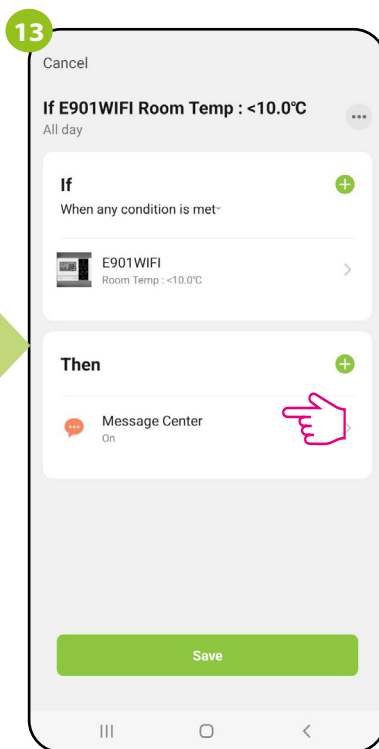 13
Cancel
If E901WIFI Room Temp : <10.0℃
All day
If
When any condition is met
E901WIFI
Room Temp : <10.0℃
Then
Message Center
On
Save